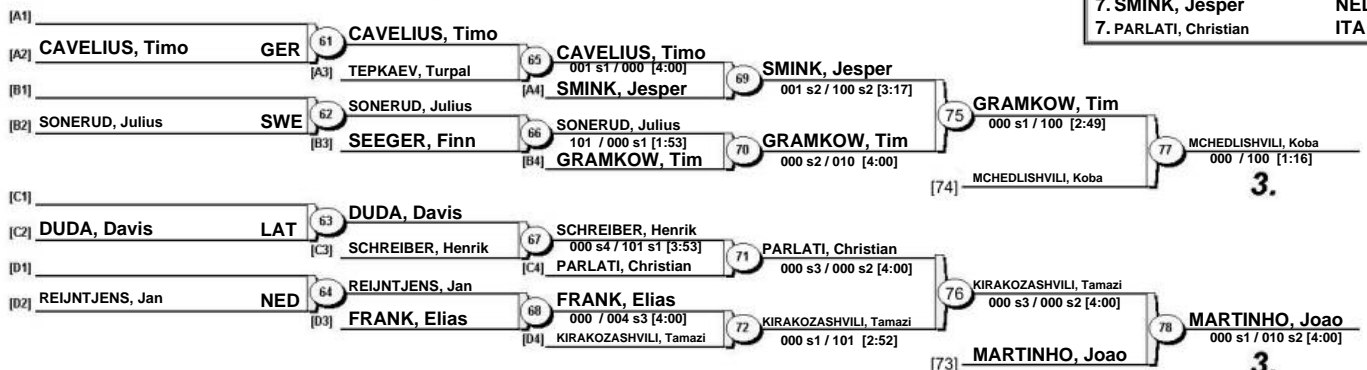 7. SMINK, Jesper NED
7. PARLATI, Christian ITA
[A1]
[A2] CAVELIUS, Timo GER
61
CAVELIUS, Timo
[A3] TEPKAEV, Turpal
65
CAVELIUS, Timo
001 s1 / 000 [4:00]
[A4] SMINK, Jesper
69
SMINK, Jesper
001 s2 / 100 s2 [3:17]
[B1]
[B2] SONERUD, Julius SWE
62
SONERUD, Julius
[B3] SEEGER, Finn
66
SONERUD, Julius
101 / 000 s1 [1:53]
[B4] GRAMKOW, Tim
70
GRAMKOW, Tim
000 s2 / 010 [4:00]
75
GRAMKOW, Tim
000 s1 / 100 [2:49]
[74] MCHEDLISHVILI, Koba
77
MCHEDLISHVILI, Koba
000 / 100 [1:16]
3.
[C1]
[C2] DUDA, Davis LAT
63
DUDA, Davis
[C3] SCHREIBER, Henrik
67
SCHREIBER, Henrik
000 s4 / 101 s1 [3:53]
[C4] PARLATI, Christian
71
PARLATI, Christian
000 s3 / 000 s2 [4:00]
[D1]
[D2] REIJNTJENS, Jan NED
64
REIJNTJENS, Jan
[D3] FRANK, Elias
68
FRANK, Elias
000 / 004 s3 [4:00]
[D4] KIRAKOZASHVILI, Tamazi
72
KIRAKOZASHVILI, Tamazi
000 s1 / 101 [2:52]
76
KIRAKOZASHVILI, Tamazi
000 s3 / 000 s2 [4:00]
[73] MARTINHO, Joao
78
MARTINHO, Joao
000 s1 / 010 s2 [4:00]
3.